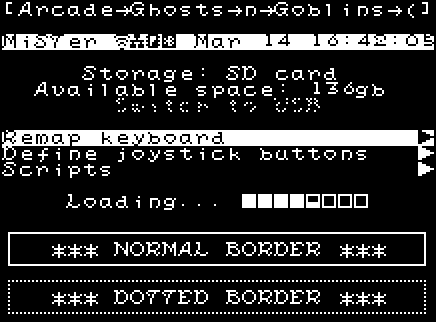 [Arcade→Ghosts→n→Goblins→(]
MiSTer Mar 14 16:42:05
Storage: SD card
Available space: 136gb
Switch to USB
Remap keyboard
Define joystick buttons
Scripts
Loading...
*** NORMAL BORDER ***
*** DOTTED BORDER ***